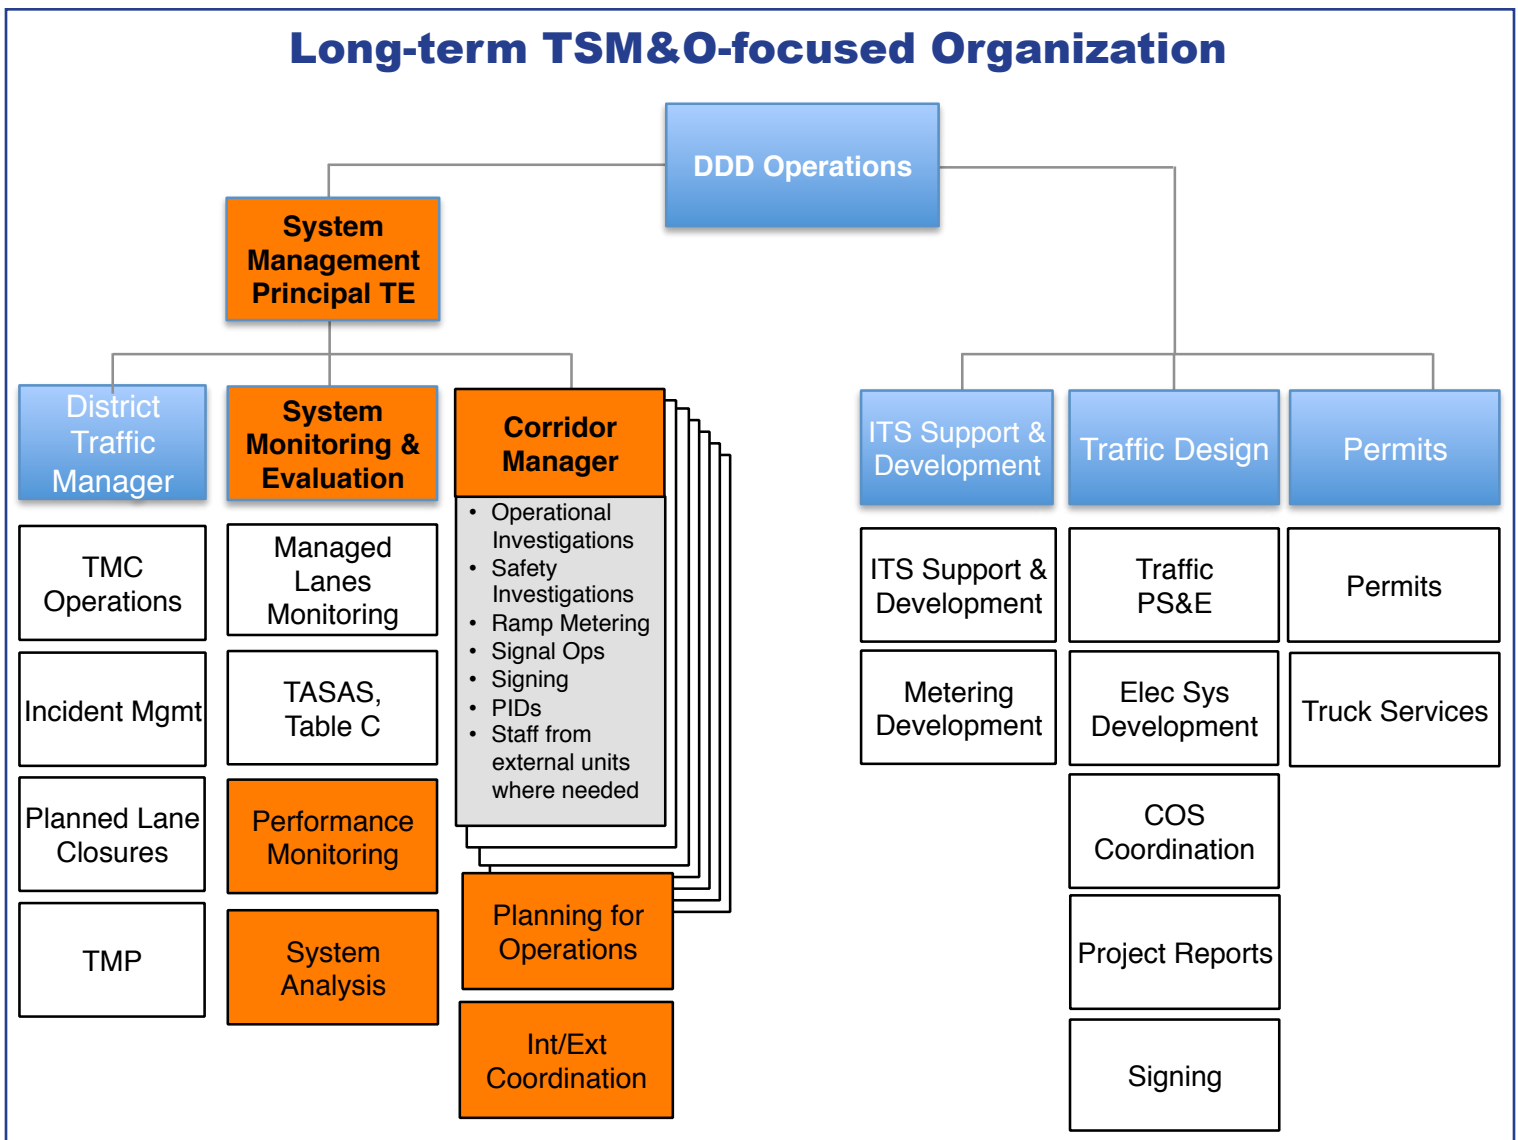 Long-term TSM&O-focused Organization
DDD Operations
System
Management
Principal TE
District
Traffic
Manager
TMC
Operations
Incident Mgmt
Planned Lane
Closures
TMP
System
Monitoring &
Evaluation
Managed
Lanes
Monitoring
TASAS,
Table C
Performance
Monitoring
System
Analysis
Corridor
Manager
• Operational
Investigations
• Safety
Investigations
• Ramp Metering
• Signal Ops
• Signing
• PIDs
• Staff from
external units
where needed
Planning for
Operations
Int/Ext
Coordination
ITS Support &
Development
ITS Support &
Development
Metering
Development
Traffic Design
Traffic
PS&E
Elec Sys
Development
COS
Coordination
Project Reports
Signing
Permits
Permits
Truck Services